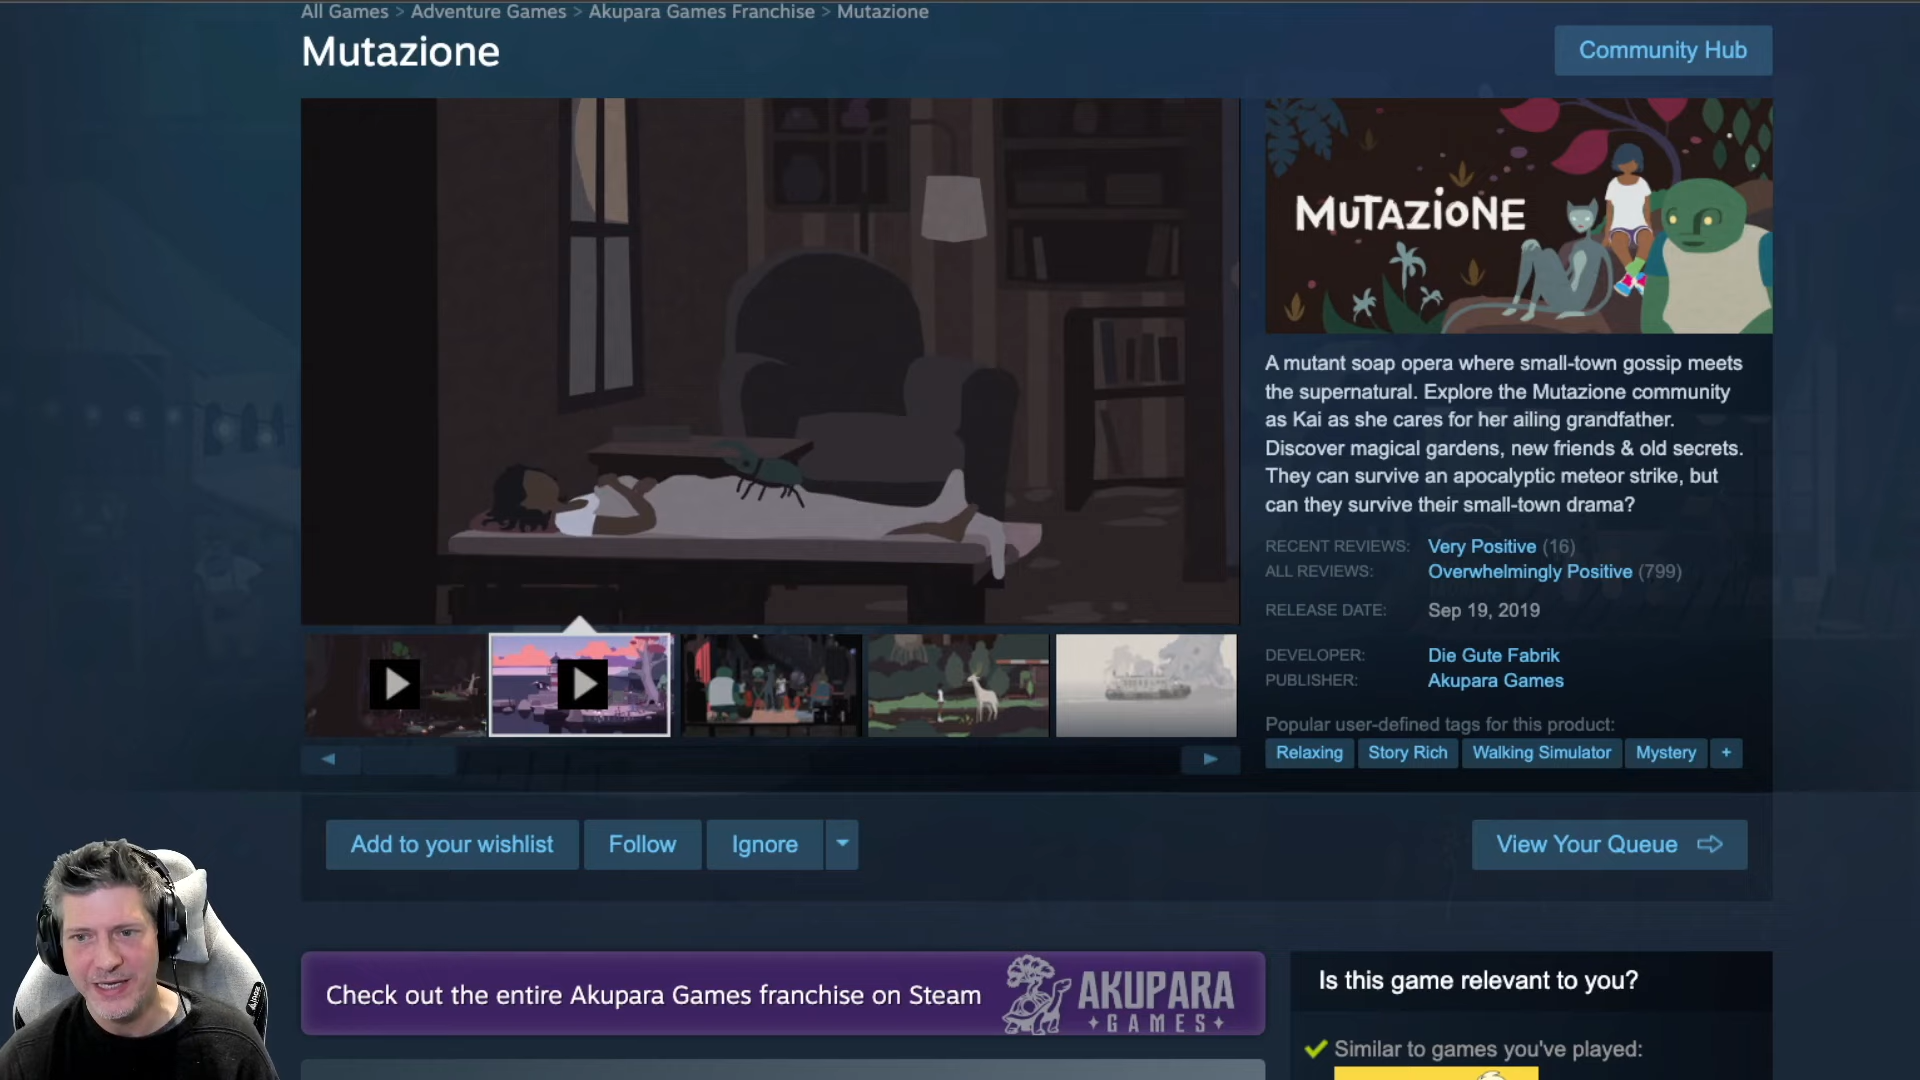 All Games > Adventure Games > Akupara Games Franchise > Mutazione
Mutazione
Community Hub
MUTAZIONE
A mutant soap opera where small-town gossip meets
the supernatural. Explore the Mutazione community
as Kai as she cares for her ailing grandfather.
Discover magical gardens, new friends & old secrets.
They can survive an apocalyptic meteor strike, but
can they survive their small-town drama?
RECENT REVIEWS: Very Positive (16)
ALL REVIEWS: Overwhelmingly Positive (799)
RELEASE DATE: Sep 19, 2019
DEVELOPER: Die Gute Fabrik
PUBLISHER: Akupara Games
Popular user-defined tags for this product:
Relaxing Story Rich Walking Simulator Mystery +
Add to your wishlist Follow Ignore View Your Queue
Check out the entire Akupara Games franchise on Steam
AKUPARA
GAMES
Is this game relevant to you?
Similar to games you've played: